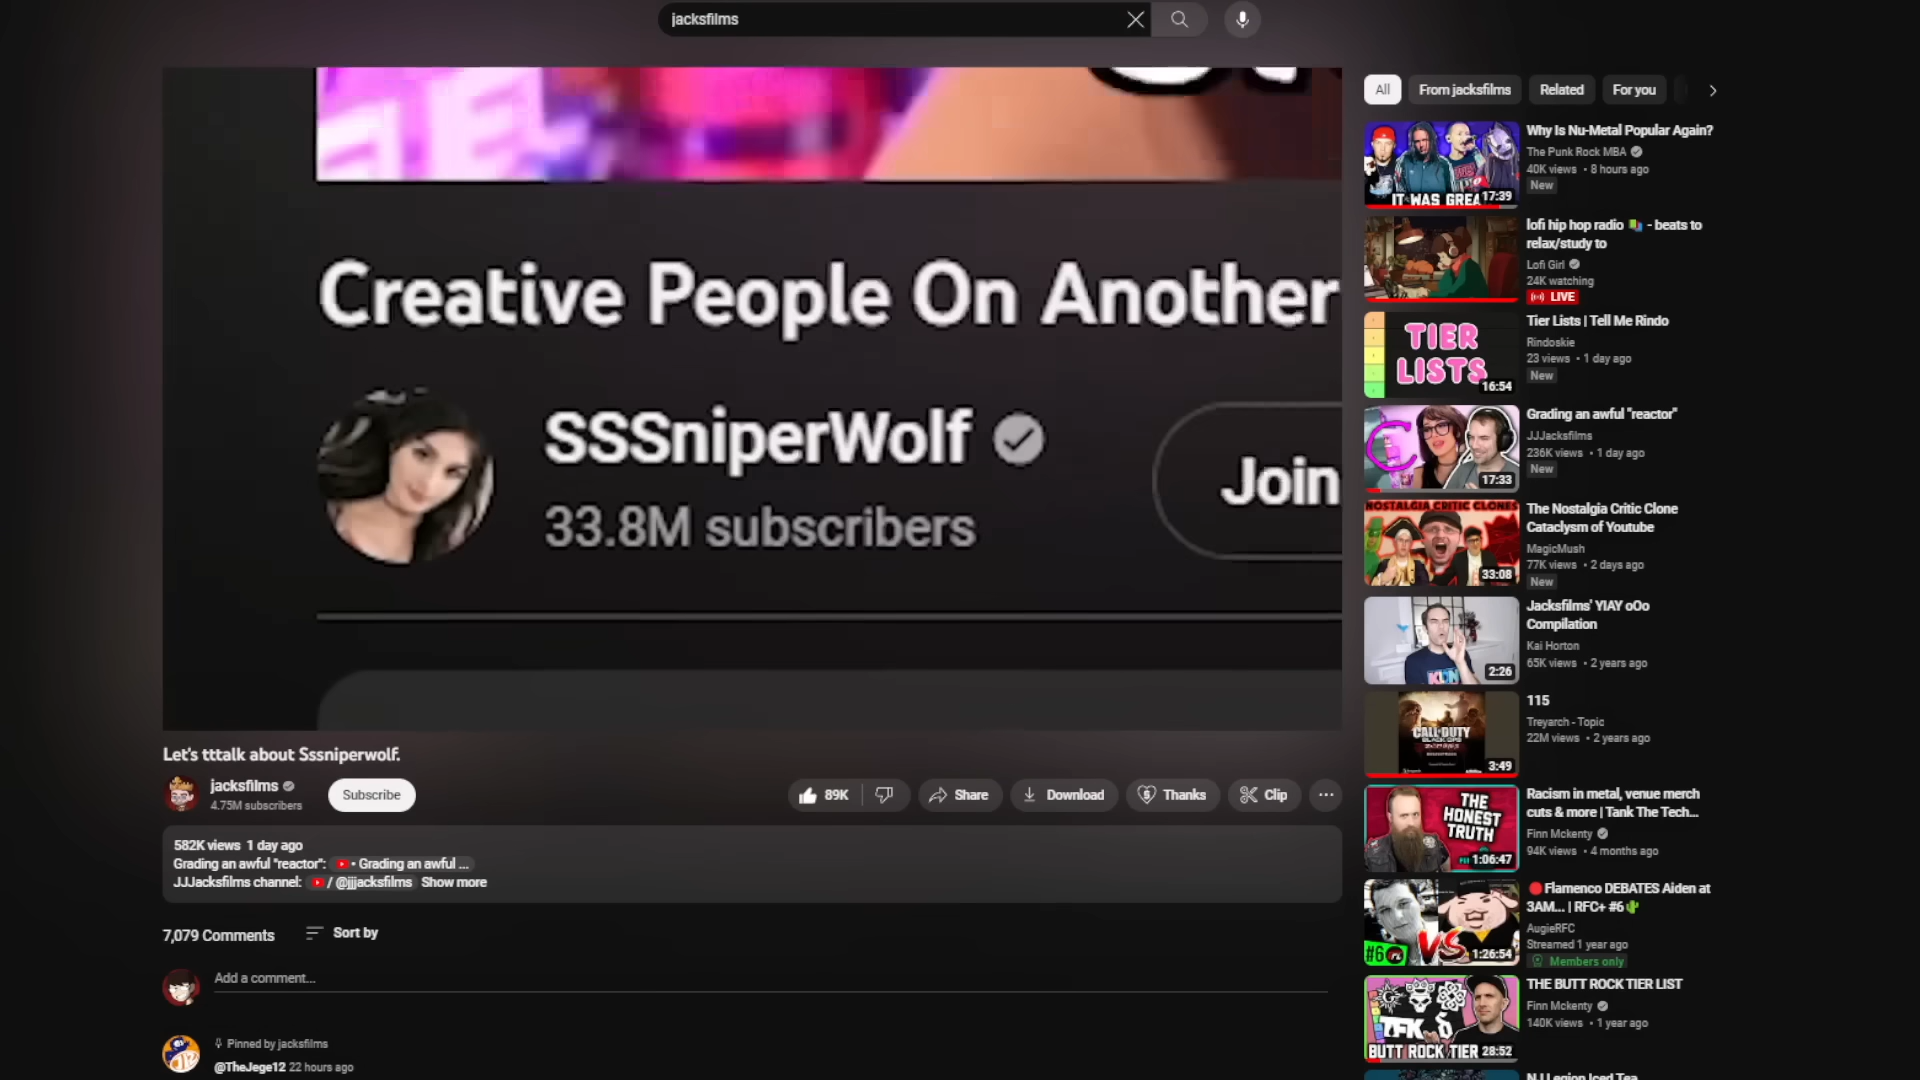 jacksfilms
Creative People On Another
SSSniperWolf
33.8M subscribers
Join
Let's tttalk about Sssniperwolf.
jacksfilms
4.75M subscribers
Subscribe
89K
Share
Download
Thanks
Clip
582K views 1 day ago
Grading an awful "reactor": • Grading an awful ...
JJJacksfilms channel: / @jjjacksfilms Show more
7,079 Comments
Sort by
Add a comment...
Pinned by jacksfilms
@TheJege12 22 hours ago
All
From jacksfilms
Related
For you
IT WAS GREA
17:39
Why Is Nu-Metal Popular Again?
The Punk Rock MBA
40K views • 8 hours ago
New
lofi hip hop radio 📚 - beats to
relax/study to
Lofi Girl
24K watching
LIVE
TIER
LISTS
16:54
Tier Lists | Tell Me Rindo
Rindoskie
23 views • 1 day ago
New
C
17:33
Grading an awful "reactor"
JJJacksfilms
236K views • 1 day ago
New
NOSTALGIA CRITIC CLONES
33:08
The Nostalgia Critic Clone
Cataclysm of Youtube
MagicMush
77K views • 2 days ago
New
2:26
Jacksfilms' YIAY oOo
Compilation
Kai Horton
65K views • 2 years ago
CALL DUTY
3:49
115
Treyarch - Topic
22M views • 2 years ago
THE
HONEST
TRUTH
1:06:47
Racism in metal, venue merch
cuts & more | Tank The Tech...
Finn Mckenty
94K views • 4 months ago
#6
VS
1:26:54
🔴Flamenco DEBATES Aiden at
3AM... | RFC+ #6🌵
AugieRFC
Streamed 1 year ago
Members only
TFK
BUTT ROCK TIER
28:52
THE BUTT ROCK TIER LIST
Finn Mckenty
140K views • 1 year ago